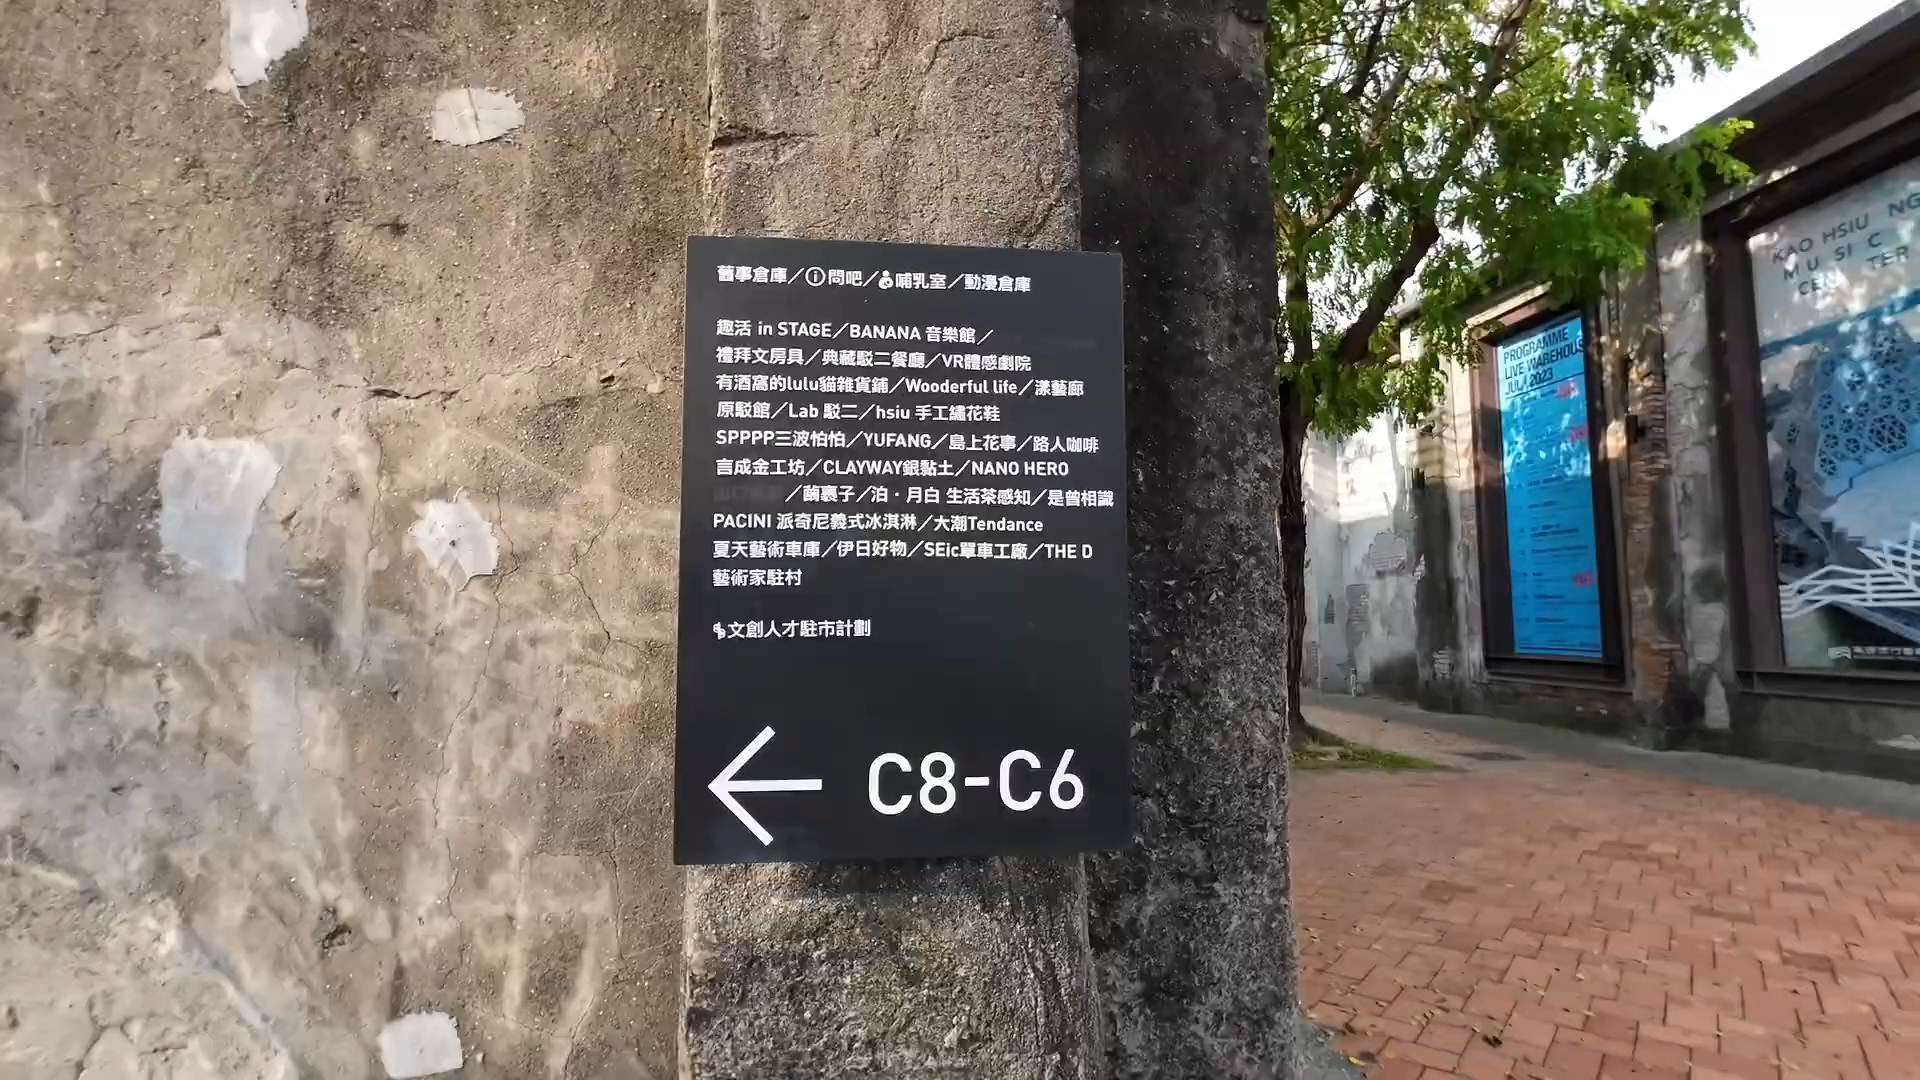 舊事倉庫／ⓘ問吧／哺乳室／動漫倉庫
趣活 in STAGE／BANANA 音樂館／
禮拜文房具／典藏駁二餐廳／VR體感劇院
有酒窩的lulu貓雜貨鋪／Wooderful life／漾藝廊
原駁館／Lab 駁二／hsiu 手工繡花鞋
SPPPP三波怕怕／YUFANG／島上花事／路人咖啡
言成金工坊／CLAYWAY銀黏土／NANO HERO
／繭裹子／泊・月白 生活茶感知／是曾相識
PACINI 派奇尼義式冰淇淋／大潮Tendance
夏天藝術車庫／伊日好物／SEic單車工廠／THE D
藝術家駐村
文創人才駐市計劃
← C8-C6
PROGRAMME
LIVE WAREHOUSE
JUL / 2023
KAOHSIUNG
MUSIC
CENTER